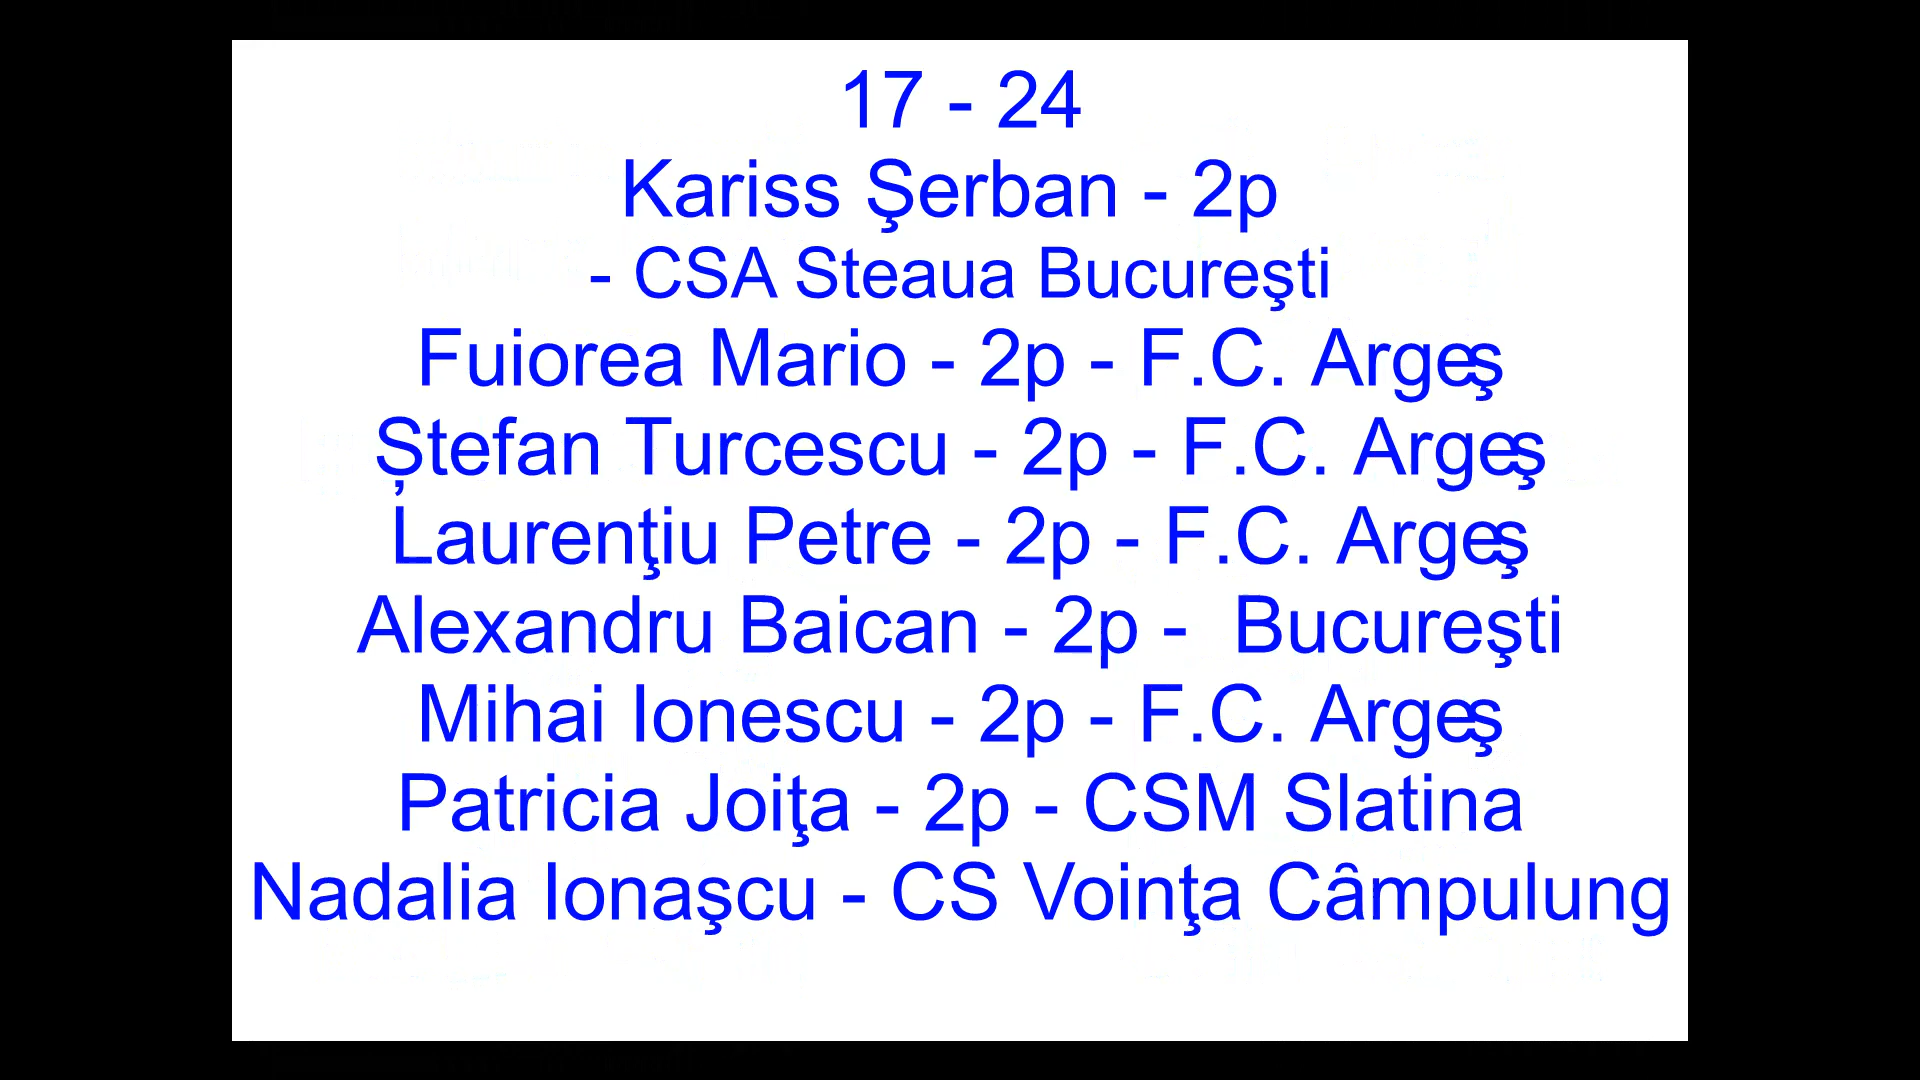 17 - 24
Kariss Şerban - 2p
- CSA Steaua Bucureşti
Fuiorea Mario - 2p - F.C. Argeş
Ștefan Turcescu - 2p - F.C. Argeş
Laurenţiu Petre - 2p - F.C. Argeş
Alexandru Baican - 2p -  Bucureşti
Mihai Ionescu - 2p - F.C. Argeş
Patricia Joiţa - 2p - CSM Slatina
Nadalia Ionaşcu - CS Voinţa Câmpulung